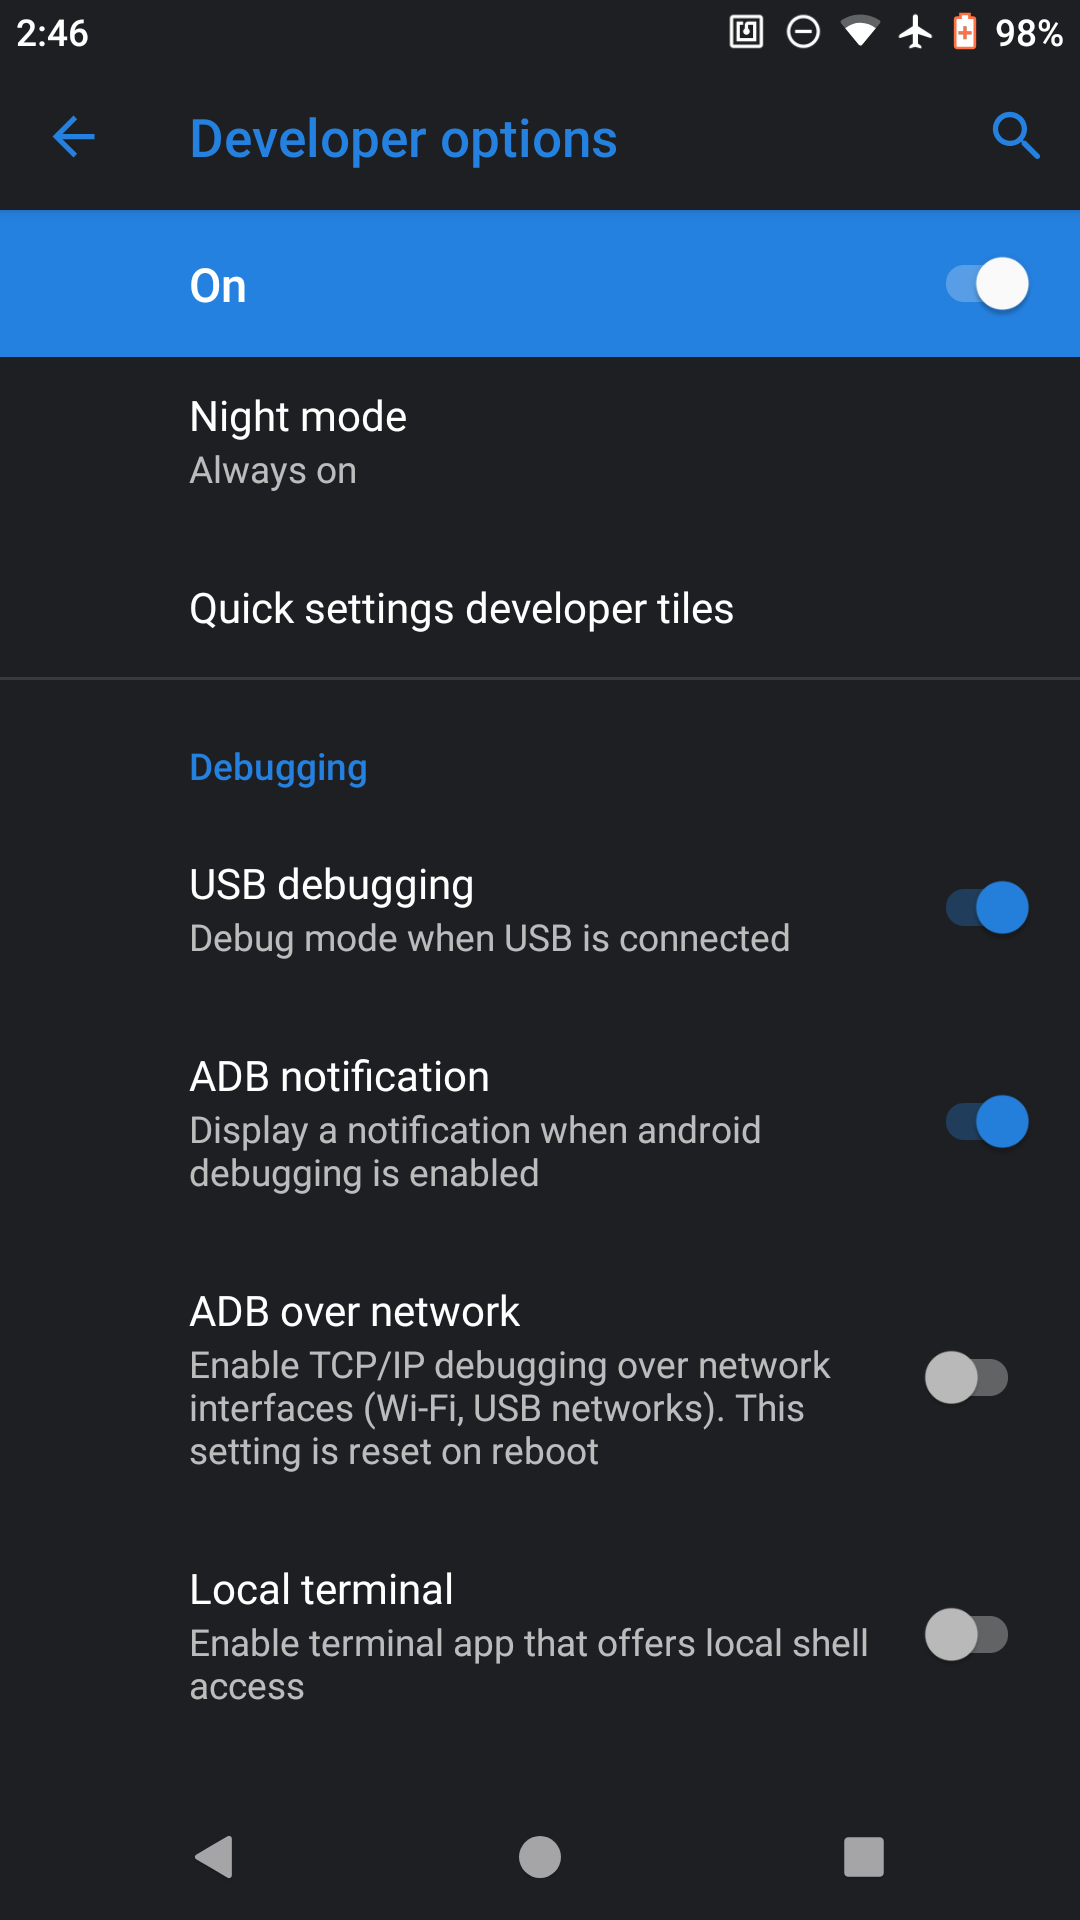 2:46 98%
Developer options
On
Night mode
Always on
Quick settings developer tiles
Debugging
USB debugging
Debug mode when USB is connected
ADB notification
Display a notification when android
debugging is enabled
ADB over network
Enable TCP/IP debugging over network
interfaces (Wi-Fi, USB networks). This
setting is reset on reboot
Local terminal
Enable terminal app that offers local shell
access